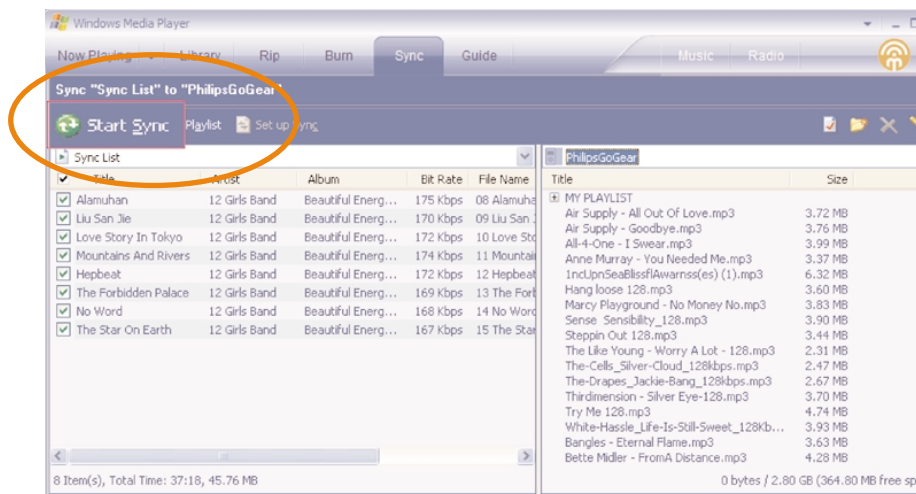 Windows Media Player
Now Playing Library Rip Burn Sync Guide Music Radio
Sync "Sync List" to "PhilipsGoGear"
Start Sync Playlist Set up Sync
Sync List
PhilipsGoGear
Title Artist Album Bit Rate File Name
Alamuhan 12 Girls Band Beautiful Energ... 175 Kbps 08 Alamuha
Liu San Jie 12 Girls Band Beautiful Energ... 170 Kbps 09 Liu San J
Love Story In Tokyo 12 Girls Band Beautiful Energ... 172 Kbps 10 Love Sto
Mountains And Rivers 12 Girls Band Beautiful Energ... 174 Kbps 11 Mountai
Hepbeat 12 Girls Band Beautiful Energ... 172 Kbps 12 Hepbeat
The Forbidden Palace 12 Girls Band Beautiful Energ... 169 Kbps 13 The Forb
No Word 12 Girls Band Beautiful Energ... 168 Kbps 14 No Word
The Star On Earth 12 Girls Band Beautiful Energ... 167 Kbps 15 The Star
8 Item(s), Total Time: 37:18, 45.76 MB
Title Size
MY PLAYLIST
Air Supply - All Out Of Love.mp3 3.72 MB
Air Supply - Goodbye.mp3 3.76 MB
All-4-One - I Swear.mp3 3.99 MB
Anne Murray - You Needed Me.mp3 3.37 MB
1ncUpnSeaBlissflAwarnss(es) (1).mp3 6.32 MB
Hang loose 128.mp3 3.60 MB
Marcy Playground - No Money No.mp3 3.83 MB
Sense Sensibility_128.mp3 3.90 MB
Steppin Out 128.mp3 3.44 MB
The Like Young - Worry A Lot - 128.mp3 2.31 MB
The-Cells_Silver-Cloud_128kbps.mp3 2.47 MB
The-Drapes_Jackie-Bang_128kbps.mp3 2.67 MB
Thirdimension - Silver Eye-128.mp3 3.70 MB
Try Me 128.mp3 4.74 MB
White-Hassle_Life-Is-Still-Sweet_128Kb... 3.93 MB
Bangles - Eternal Flame.mp3 3.63 MB
Bette Midler - FromA Distance.mp3 4.28 MB
0 bytes / 2.80 GB (364.80 MB free sp